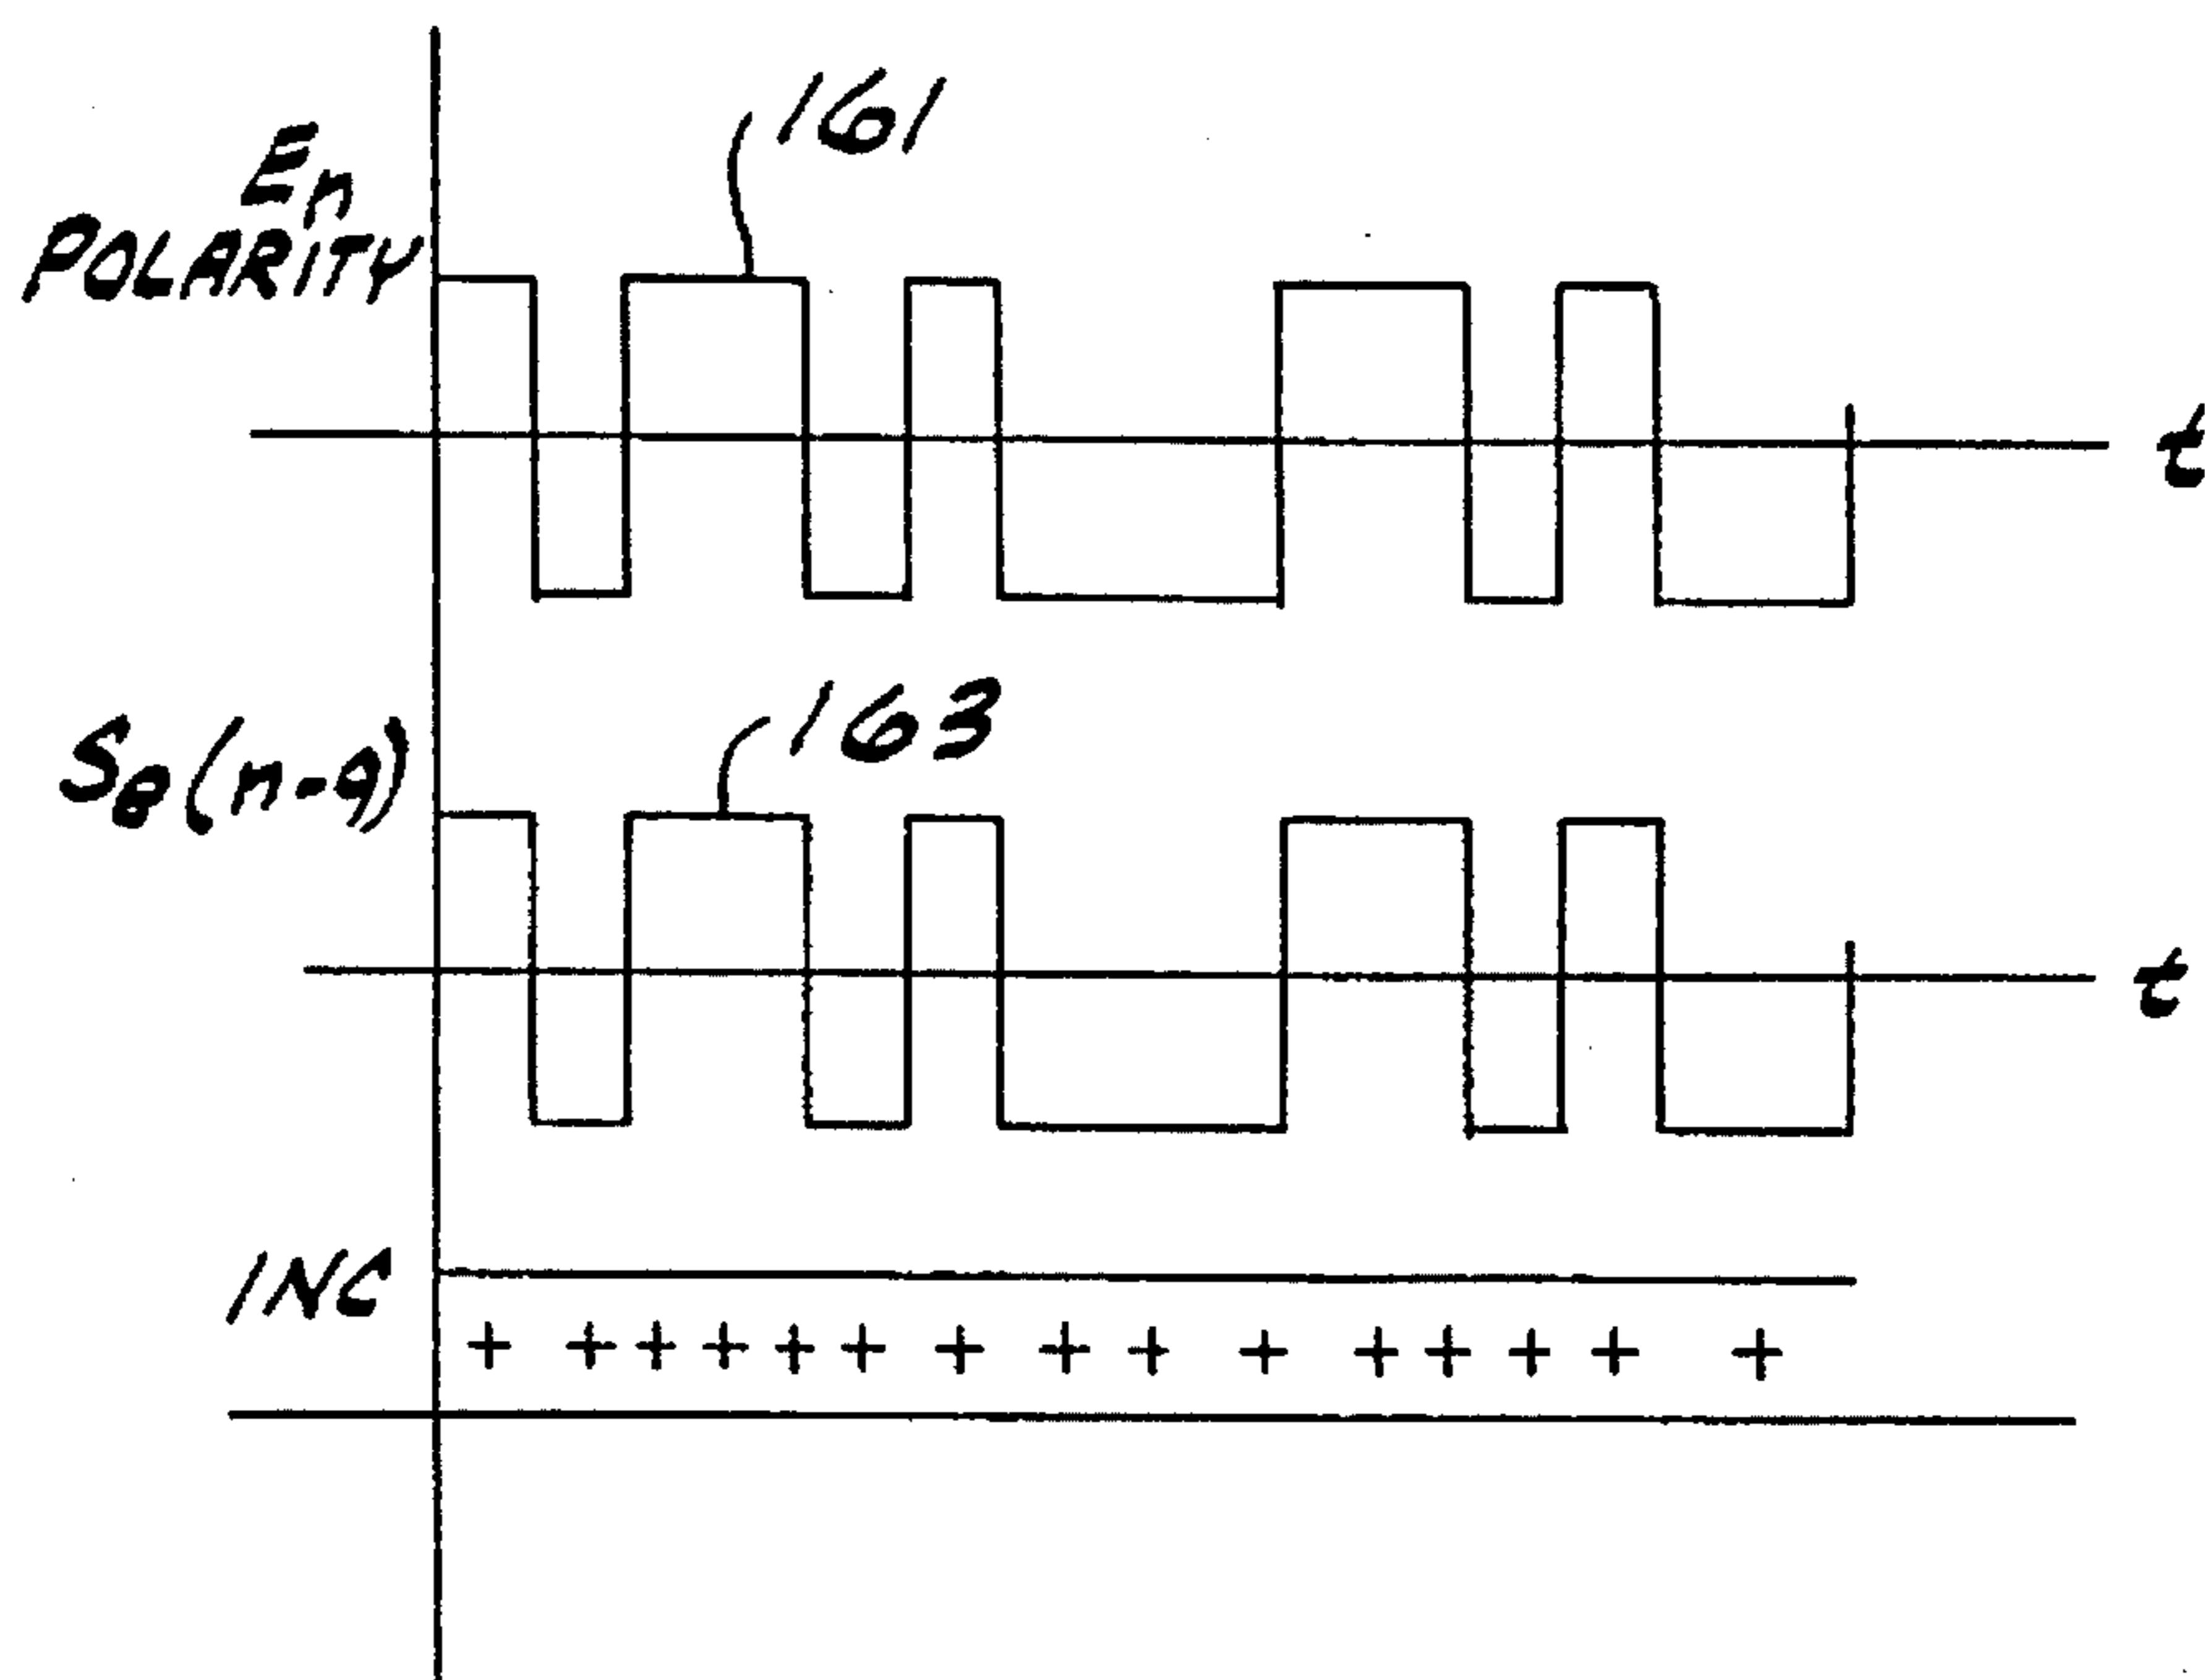 161
En
POLARITY
t
163
SB(n-9)
t
INC
+ + + + + + + + + + + + + + +